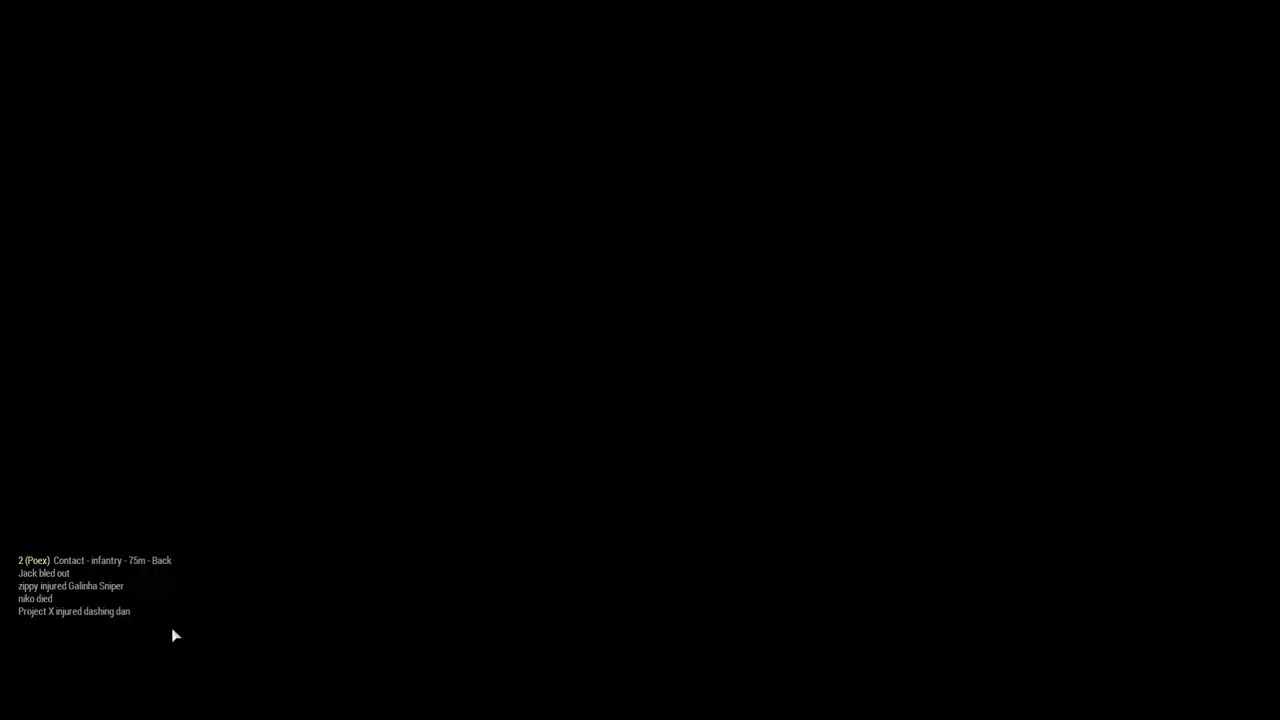 2 (Poex) Contact - infantry - 75m - Back
Jack bled out
zippy injured Galinha Sniper
niko died
Project X injured dashing dan